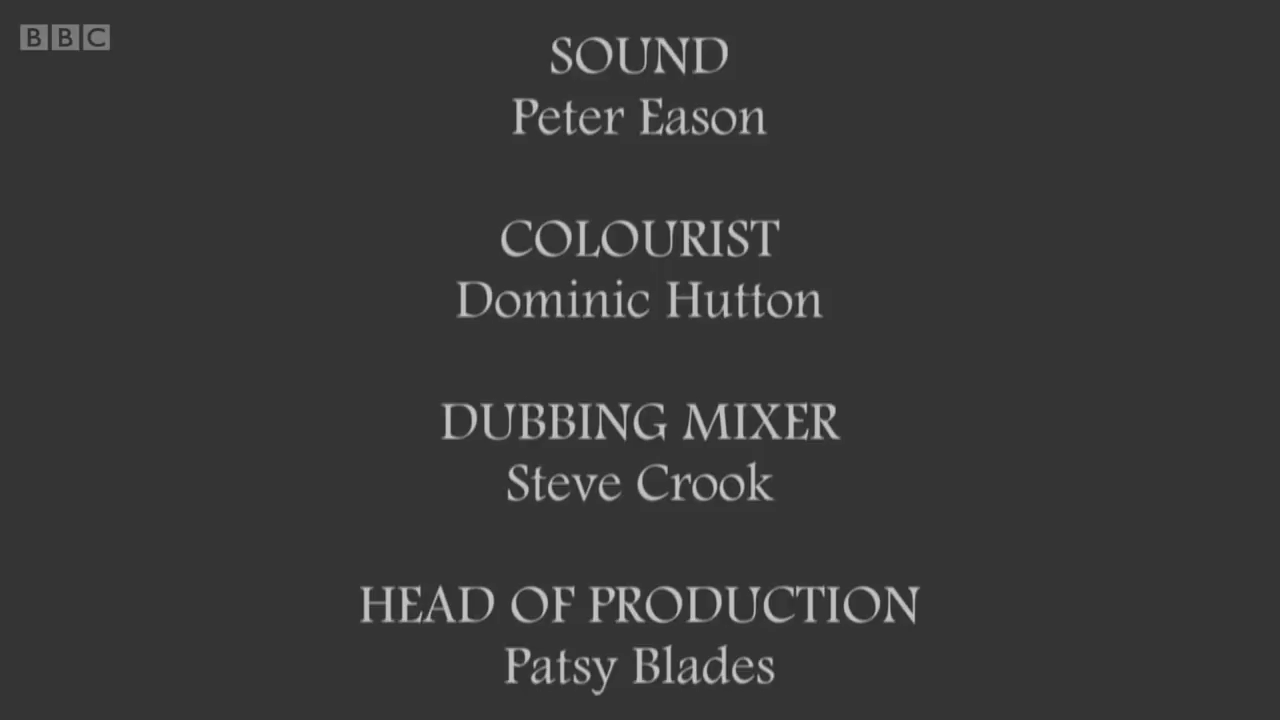 BBC
SOUND
Peter Eason
COLOURIST
Dominic Hutton
DUBBING MIXER
Steve Crook
HEAD OF PRODUCTION
Patsy Blades